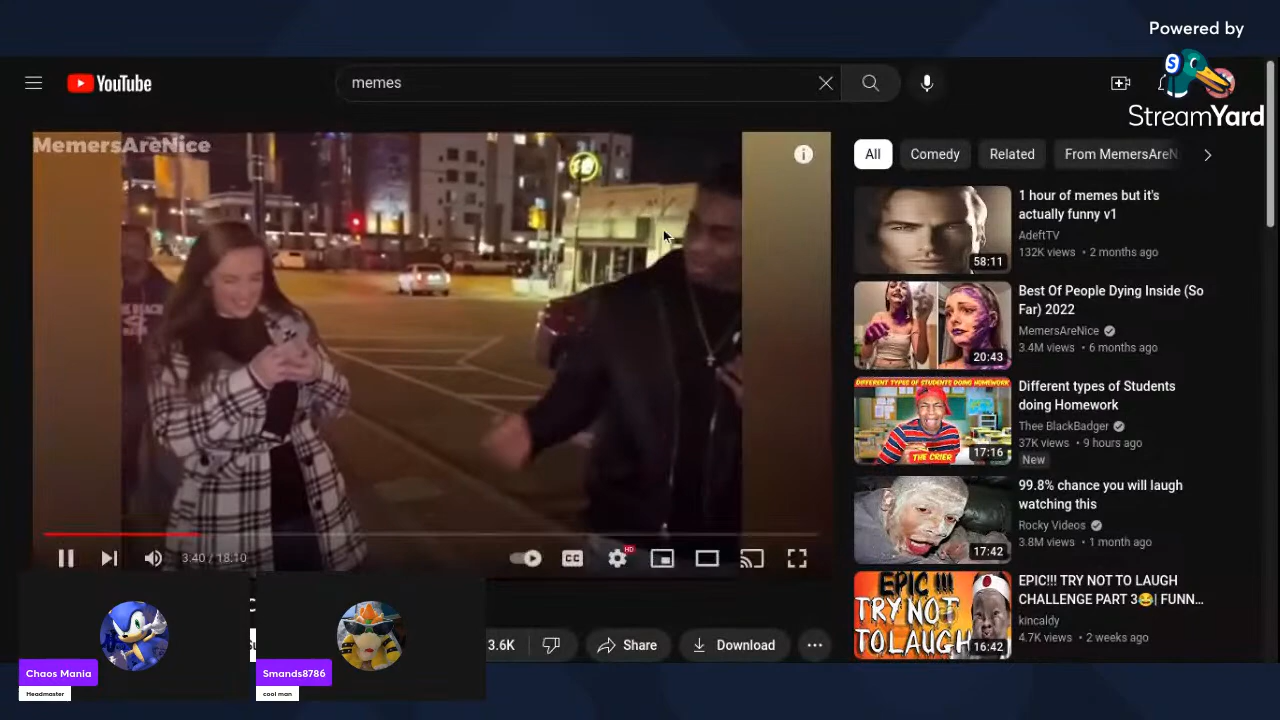 Powered by
StreamYard
YouTube
memes
MemersAreNice
All
Comedy
Related
From MemersAreN
1 hour of memes but it's
actually funny v1
AdeftTV
132K views • 2 months ago
58:11
Best Of People Dying Inside (So
Far) 2022
MemersAreNice
3.4M views • 6 months ago
20:43
DIFFERENT TYPES OF STUDENTS DOING HOMEWORK
THE CRIER
17:16
Different types of Students
doing Homework
Thee BlackBadger
37K views • 9 hours ago
New
99.8% chance you will laugh
watching this
Rocky Videos
3.8M views • 1 month ago
17:42
EPIC !!!
TRY NOT
TO LAUGH
16:42
EPIC!!! TRY NOT TO LAUGH
CHALLENGE PART 3😂| FUNN...
kincaldy
4.7K views • 2 weeks ago
3:40 / 18:10
CC
HD
3.6K
Share
Download
Chaos Mania
Headmaster
Smands8786
cool man